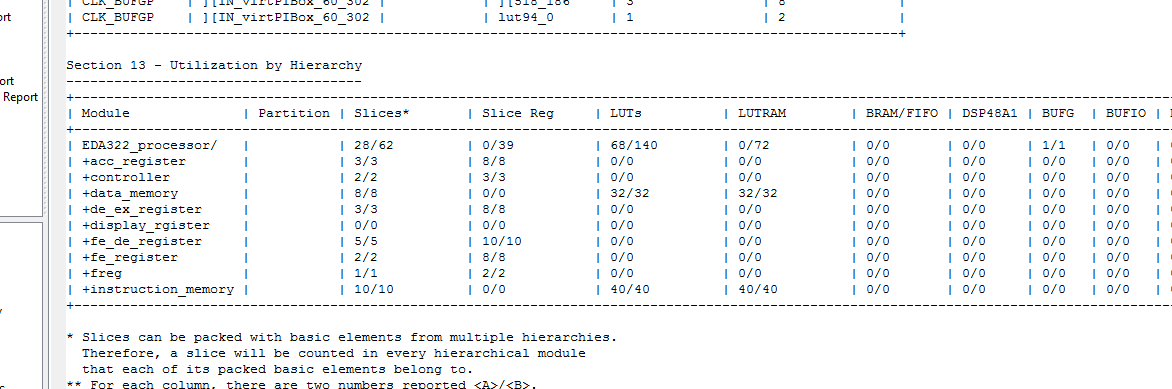 ort
ort
Report
| CLK_BUFGP | ][IN_virtPIBox_60_302 | | ][518_186 | 3 | 8 |
| CLK_BUFGP | ][IN_virtPIBox_60_302 | | lut94_0 | 1 | 2 |
Section 13 - Utilization by Hierarchy
| Module | Partition | Slices* | Slice Reg | LUTs | LUTRAM | BRAM/FIFO | DSP48A1 | BUFG | BUFIO |
| EDA322_processor/ | | 28/62 | 0/39 | 68/140 | 0/72 | 0/0 | 0/0 | 1/1 | 0/0 |
| +acc_register | | 3/3 | 8/8 | 0/0 | 0/0 | 0/0 | 0/0 | 0/0 | 0/0 |
| +controller | | 2/2 | 3/3 | 0/0 | 0/0 | 0/0 | 0/0 | 0/0 | 0/0 |
| +data_memory | | 8/8 | 0/0 | 32/32 | 32/32 | 0/0 | 0/0 | 0/0 | 0/0 |
| +de_ex_register | | 3/3 | 8/8 | 0/0 | 0/0 | 0/0 | 0/0 | 0/0 | 0/0 |
| +display_rgister | | 0/0 | 0/0 | 0/0 | 0/0 | 0/0 | 0/0 | 0/0 | 0/0 |
| +fe_de_register | | 5/5 | 10/10 | 0/0 | 0/0 | 0/0 | 0/0 | 0/0 | 0/0 |
| +fe_register | | 2/2 | 8/8 | 0/0 | 0/0 | 0/0 | 0/0 | 0/0 | 0/0 |
| +freg | | 1/1 | 2/2 | 0/0 | 0/0 | 0/0 | 0/0 | 0/0 | 0/0 |
| +instruction_memory | | 10/10 | 0/0 | 40/40 | 40/40 | 0/0 | 0/0 | 0/0 | 0/0 |
* Slices can be packed with basic elements from multiple hierarchies.
Therefore, a slice will be counted in every hierarchical module
that each of its packed basic elements belong to.
** For each column, there are two numbers reported <A>/<B>.